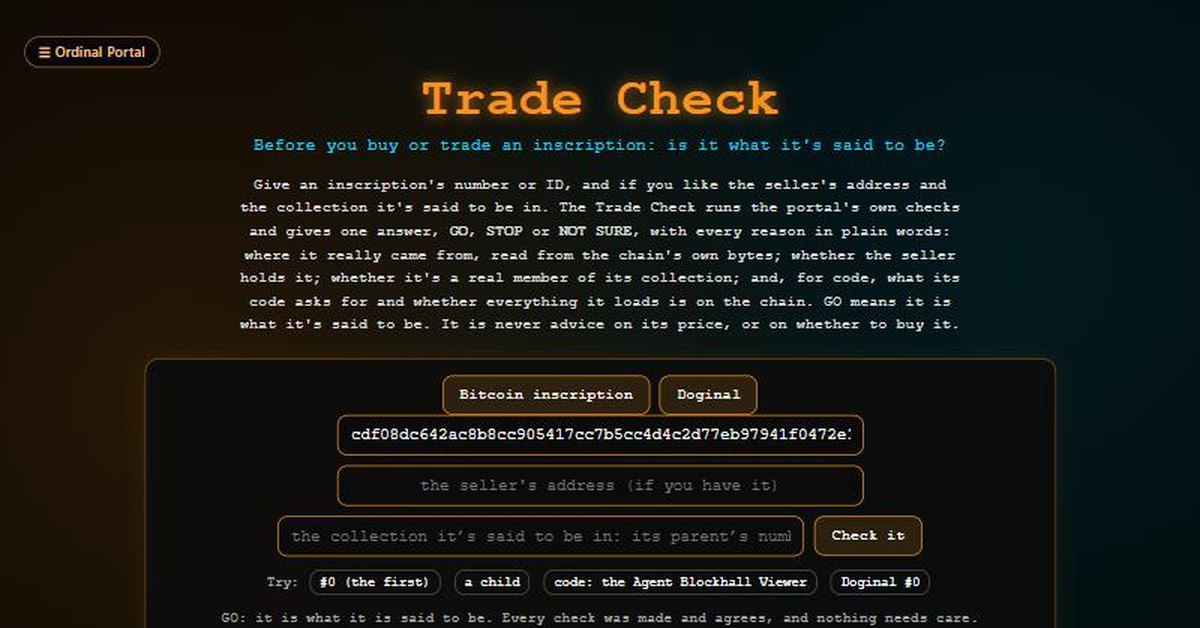 ☰ Ordinal Portal
Trade Check
Before you buy or trade an inscription: is it what it's said to be?
Give an inscription's number or ID, and if you like the seller's address and
the collection it's said to be in. The Trade Check runs the portal's own checks
and gives one answer, GO, STOP or NOT SURE, with every reason in plain words:
where it really came from, read from the chain's own bytes; whether the seller
holds it; whether it's a real member of its collection; and, for code, what its
code asks for and whether everything it loads is on the chain. GO means it is
what it's said to be. It is never advice on its price, or on whether to buy it.
Bitcoin inscription Doginal
cdf08dc642ac8b8cc905417cc7b5cc4d4c2d77eb97941f0472e
the seller's address (if you have it)
the collection it’s said to be in: its parent’s num Check it
Try: #0 (the first) a child code: the Agent Blockhall Viewer Doginal #0
GO: it is what it is said to be. Every check was made and agrees, and nothing needs care.